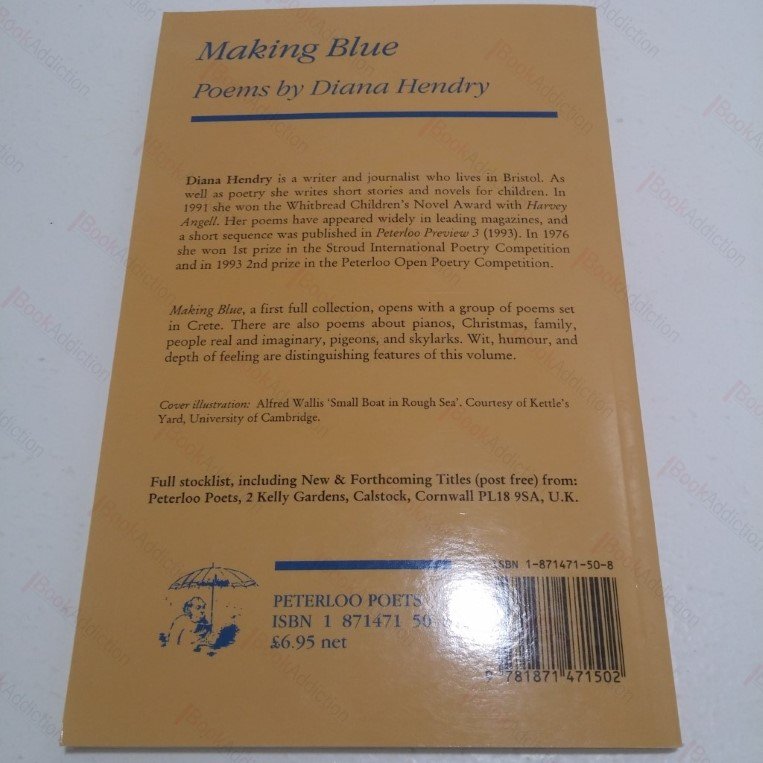 Making Blue
Poems by Diana Hendry
Diana Hendry is a writer and journalist who lives in Bristol. As
well as poetry she writes short stories and novels for children. In
1991 she won the Whitbread Children's Novel Award with Harvey
Angell. Her poems have appeared widely in leading magazines, and
a short sequence was published in Peterloo Preview 3 (1993). In 1976
she won 1st prize in the Stroud International Poetry Competition
and in 1993 2nd prize in the Peterloo Open Poetry Competition.
Making Blue, a first full collection, opens with a group of poems set
in Crete. There are also poems about pianos, Christmas, family,
people real and imaginary, pigeons, and skylarks. Wit, humour, and
depth of feeling are distinguishing features of this volume.
Cover illustration: Alfred Wallis 'Small Boat in Rough Sea'. Courtesy of Kettle's
Yard, University of Cambridge.
Full stocklist, including New & Forthcoming Titles (post free) from:
Peterloo Poets, 2 Kelly Gardens, Calstock, Cornwall PL18 9SA, U.K.
ISBN 1-871471-50-8
PETERLOO POETS
ISBN 1 871471 50
£6.95 net
9 781871 471502
BookAddiction